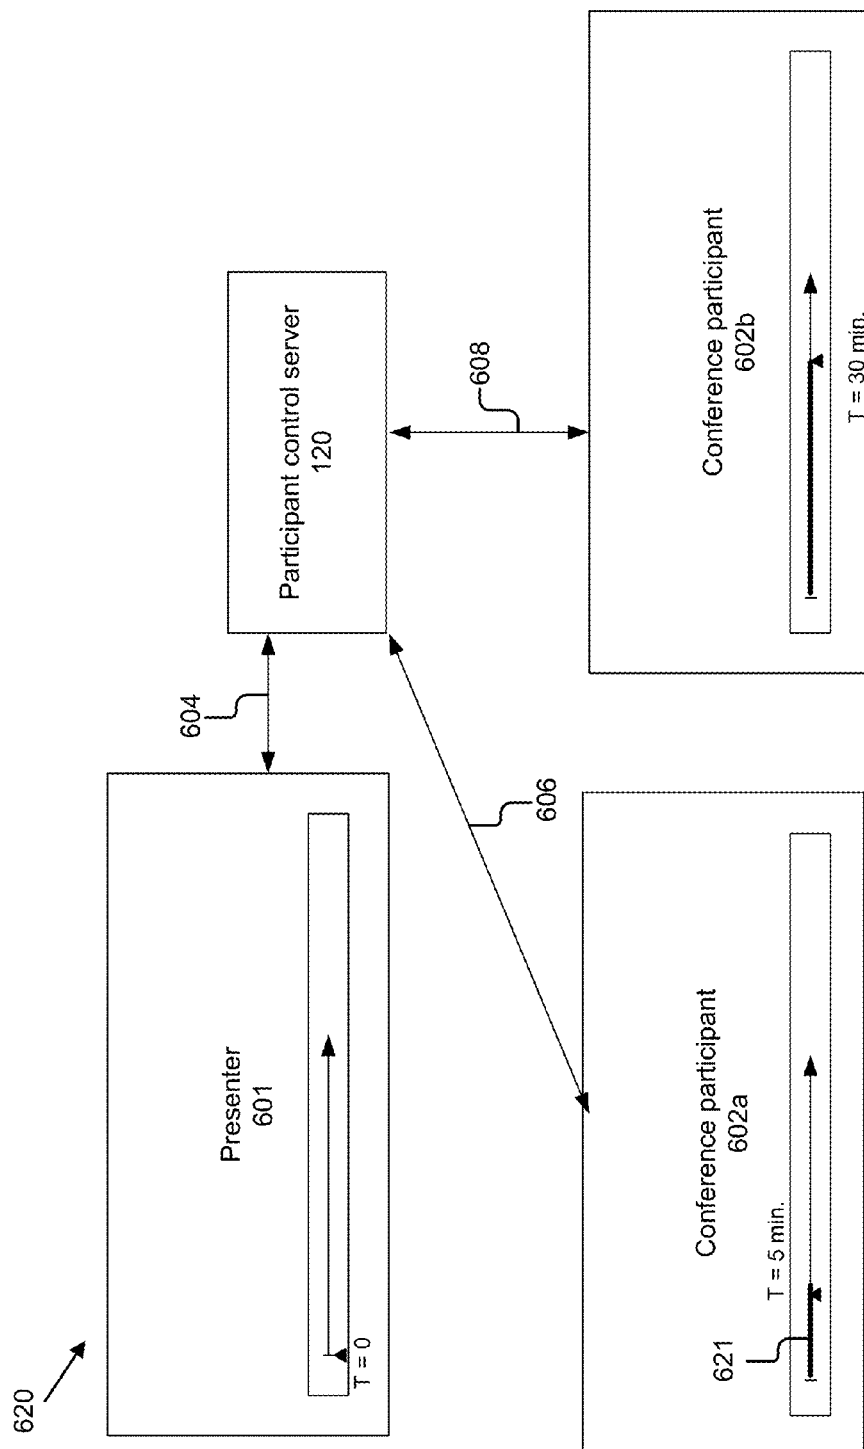 620
Presenter
601
T = 0
604
Participant control server
120
606
608
Conference participant
602a
T = 5 min.
621
Conference participant
602b
T = 30 min.